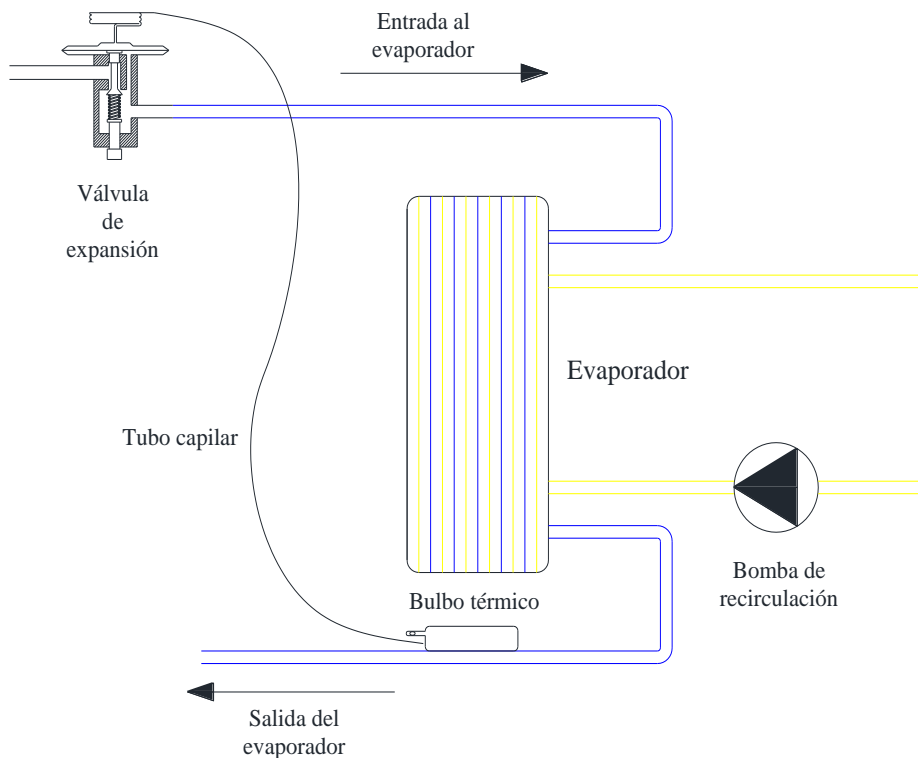 Entrada al
evaporador
Válvula
de
expansión
Evaporador
Tubo capilar
Bomba de
recirculación
Bulbo térmico
Salida del
evaporador